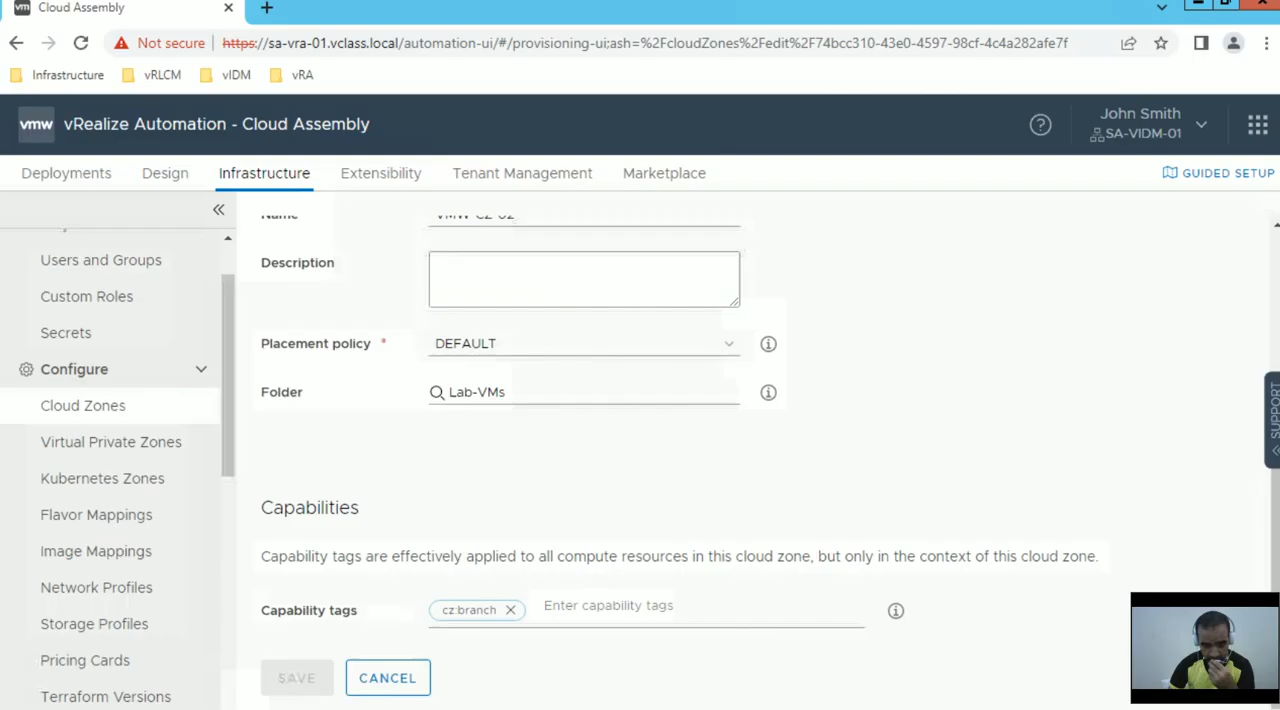 vm Cloud Assembly
Not secure https://sa-vra-01.vclass.local/automation-ui/#/provisioning-ui;ash=%2FcloudZones%2Fedit%2F74bcc310-43e0-4597-98cf-4c4a282afe7f
Infrastructure vRLCM vIDM vRA
vmw vRealize Automation - Cloud Assembly
John Smith
SA-VIDM-01
Deployments Design Infrastructure Extensibility Tenant Management Marketplace GUIDED SETUP
Name VMW-CZ-02
Users and Groups
Description
Custom Roles
Secrets
Placement policy * DEFAULT
Configure
Folder Lab-VMs
Cloud Zones
SUPPORT
Virtual Private Zones
Kubernetes Zones
Capabilities
Flavor Mappings
Image Mappings
Capability tags are effectively applied to all compute resources in this cloud zone, but only in the context of this cloud zone.
Network Profiles
Capability tags cz:branch Enter capability tags
Storage Profiles
Pricing Cards
SAVE CANCEL
Terraform Versions